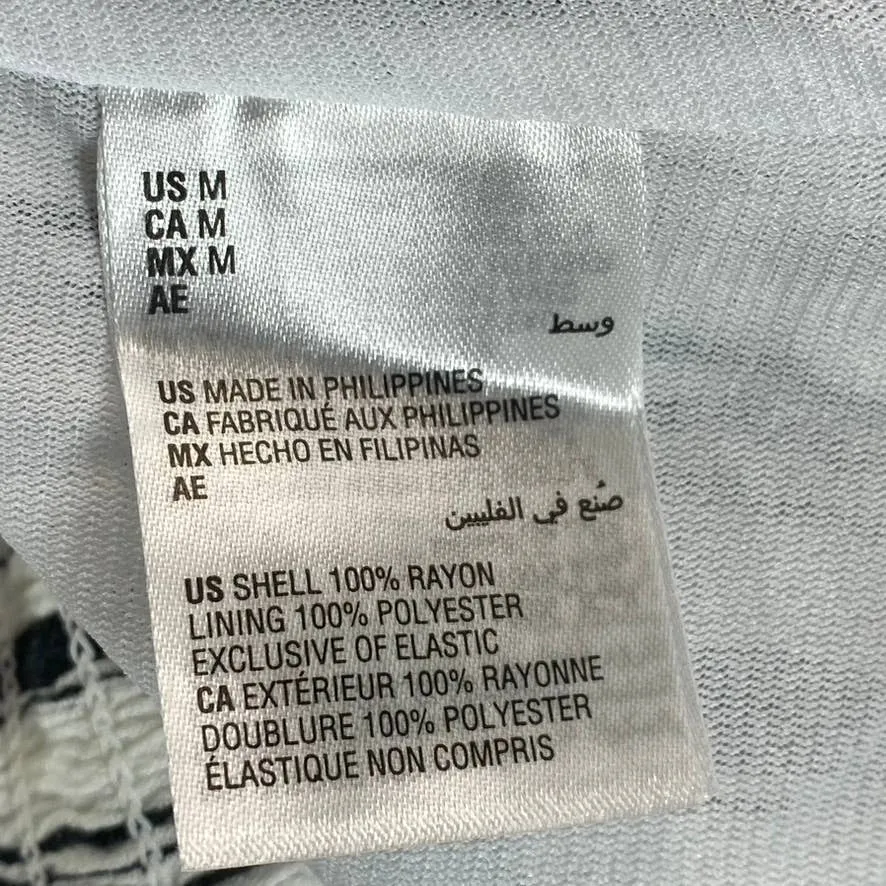 US M
CA M
MX M
AE
وسط
US MADE IN PHILIPPINES
CA FABRIQUÉ AUX PHILIPPINES
MX HECHO EN FILIPINAS
AE
صُنع في الفلبين
US SHELL 100% RAYON
LINING 100% POLYESTER
EXCLUSIVE OF ELASTIC
CA EXTÉRIEUR 100% RAYONNE
DOUBLURE 100% POLYESTER
ÉLASTIQUE NON COMPRIS